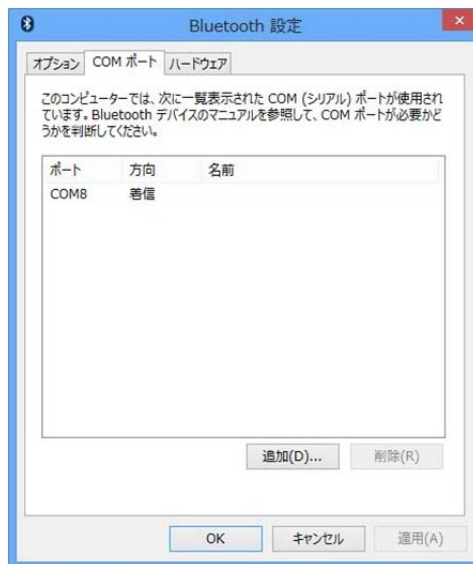 Bluetooth 設定
オプション COM ポート ハードウェア
このコンピューターでは、次に一覧表示された COM (シリアル) ポートが使用され
ています。Bluetooth デバイスのマニュアルを参照して、COM ポートが必要かど
うかを判断してください。
ポート 方向 名前
COM8 着信
追加(D)... 削除(R)
OK キャンセル 適用(A)